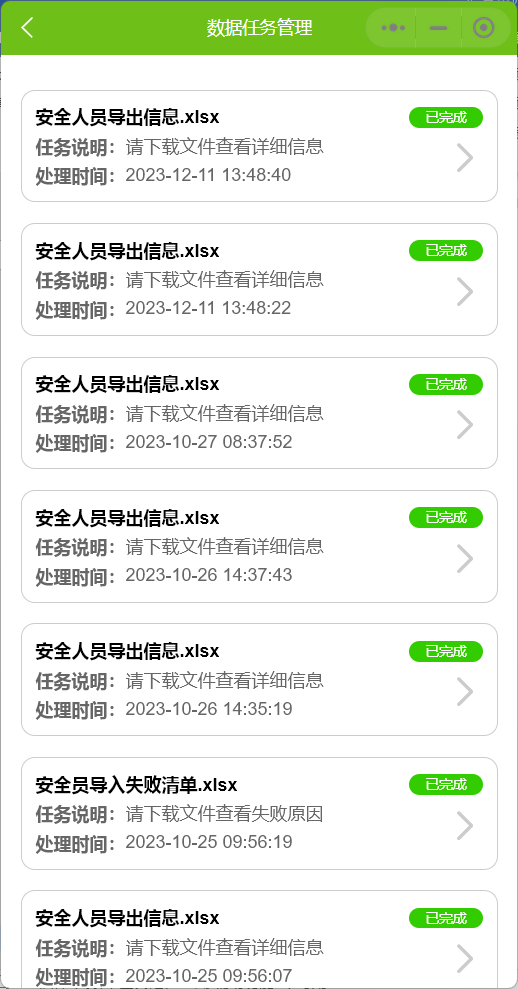 数据任务管理
安全人员导出信息.xlsx 已完成
任务说明：请下载文件查看详细信息
处理时间：2023-12-11 13:48:40
安全人员导出信息.xlsx 已完成
任务说明：请下载文件查看详细信息
处理时间：2023-12-11 13:48:22
安全人员导出信息.xlsx 已完成
任务说明：请下载文件查看详细信息
处理时间：2023-10-27 08:37:52
安全人员导出信息.xlsx 已完成
任务说明：请下载文件查看详细信息
处理时间：2023-10-26 14:37:43
安全人员导出信息.xlsx 已完成
任务说明：请下载文件查看详细信息
处理时间：2023-10-26 14:35:19
安全员导入失败清单.xlsx 已完成
任务说明：请下载文件查看失败原因
处理时间：2023-10-25 09:56:19
安全人员导出信息.xlsx 已完成
任务说明：请下载文件查看详细信息
处理时间：2023-10-25 09:56:07